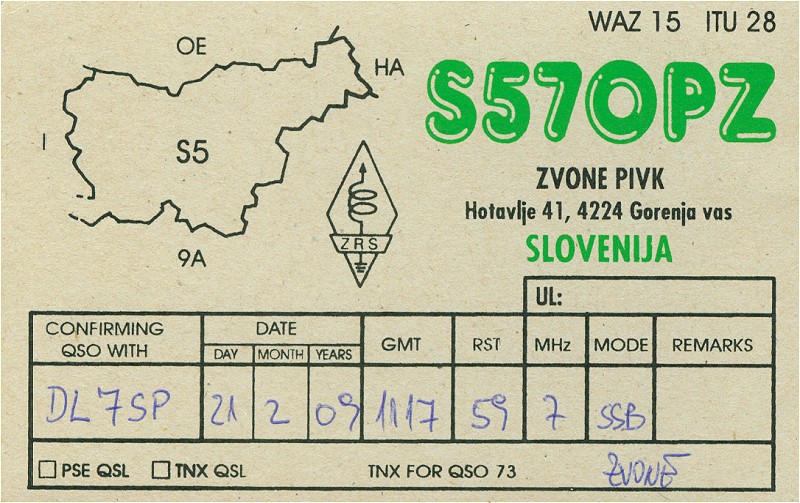 WAZ 15 ITU 28
OE
HA
S57OPZ
I
S5
ZVONE PIVK
Hotavlje 41, 4224 Gorenja vas
ZRS
SLOVENIJA
9A
UL:
CONFIRMING QSO WITH DATE GMT RST MHz MODE REMARKS
DAY MONTH YEARS
DL7SP 21 2 09 1117 59 7 SSB
PSE QSL TNX QSL TNX FOR QSO 73 ZVONE